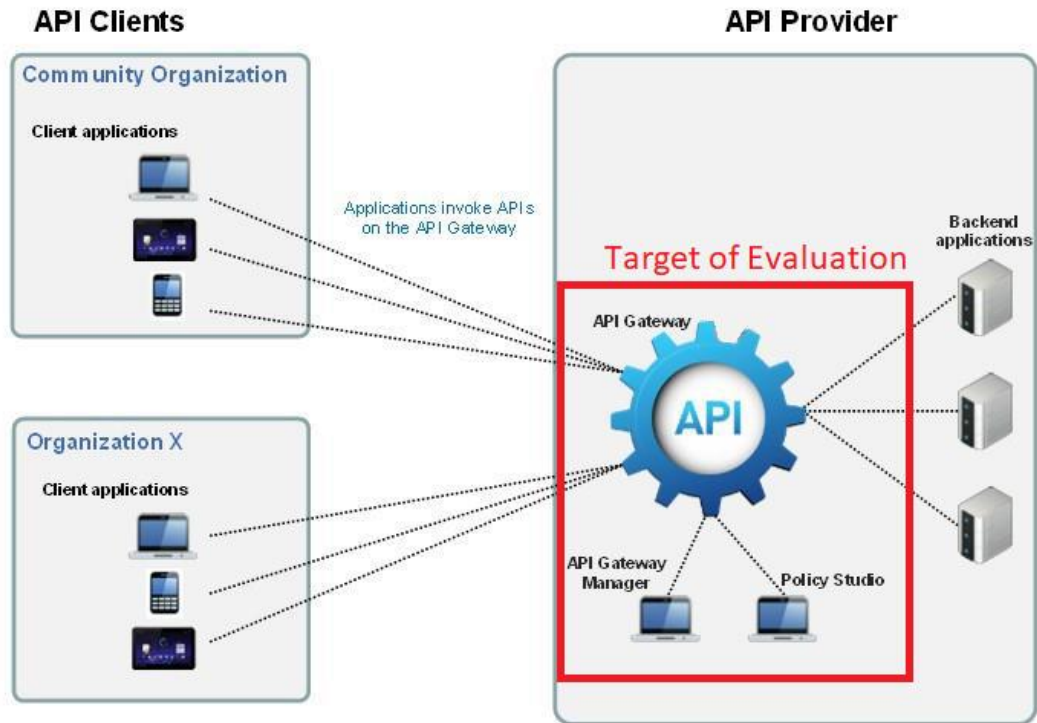 API Clients
API Provider
Community Organization
Client applications
Applications invoke APIs
on the API Gateway
Backend
applications
Target of Evaluation
API Gateway
API
Organization X
Client applications
API Gateway
Manager
Policy Studio